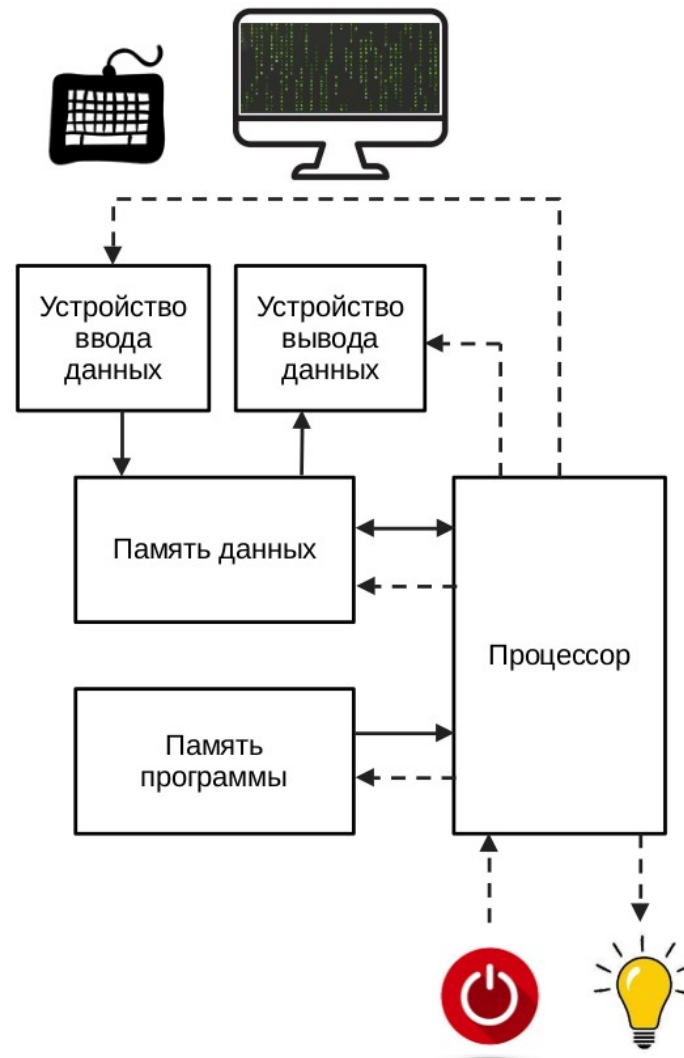 Устройство
ввода
данных
Устройство
вывода
данных
Память данных
Процессор
Память
программы